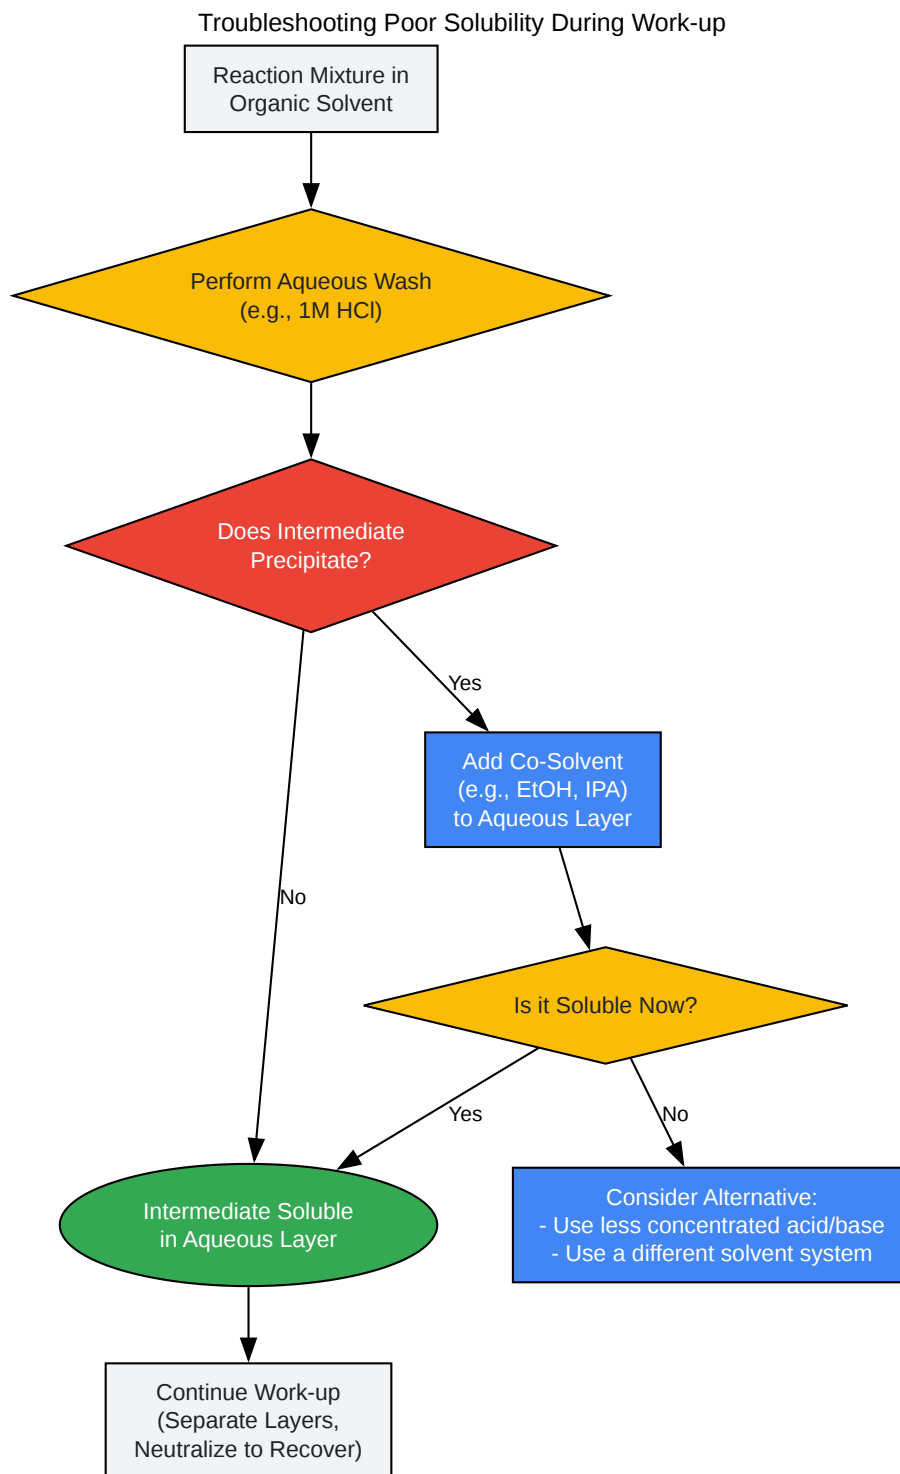 Troubleshooting Poor Solubility During Work-up
Reaction Mixture in
Organic Solvent
Perform Aqueous Wash
(e.g., 1M HCl)
Does Intermediate
Precipitate?
Yes
Add Co-Solvent
(e.g., EtOH, IPA)
to Aqueous Layer
No
Is it Soluble Now?
Yes
No
Intermediate Soluble
in Aqueous Layer
Consider Alternative:
- Use less concentrated acid/base
- Use a different solvent system
Continue Work-up
(Separate Layers,
Neutralize to Recover)